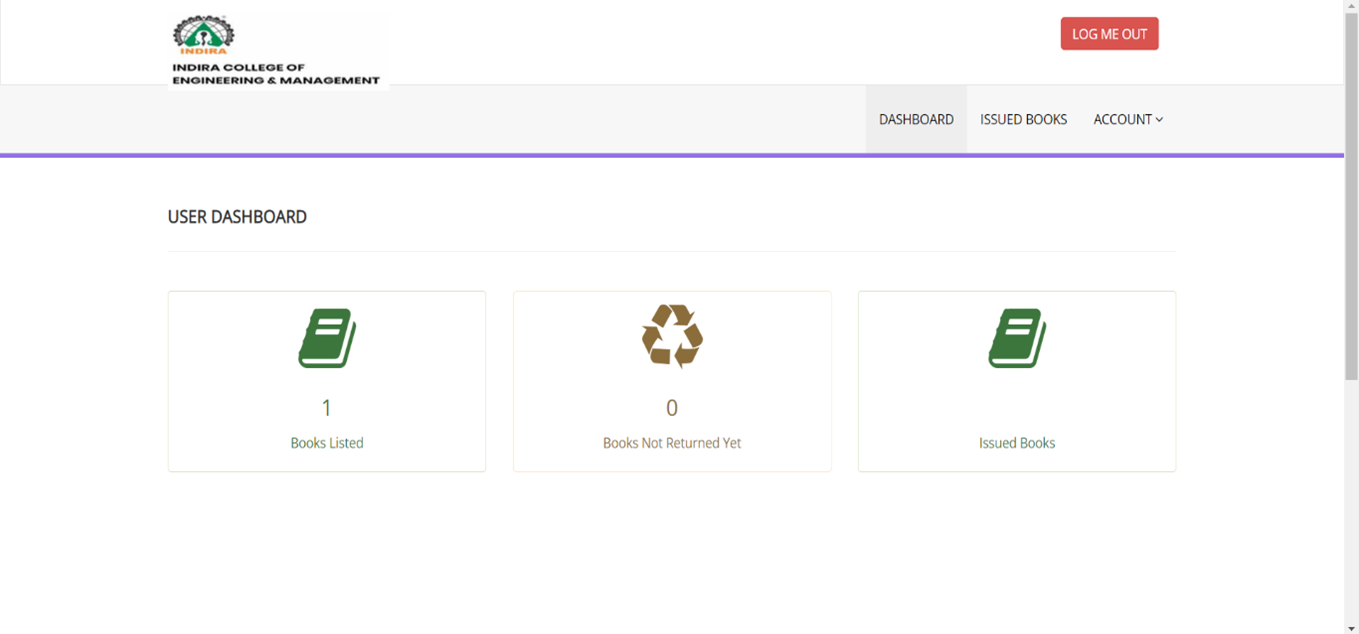 INDIRA
INDIRA COLLEGE OF
ENGINEERING & MANAGEMENT
LOG ME OUT
DASHBOARD
ISSUED BOOKS
ACCOUNT
USER DASHBOARD
1
Books Listed
0
Books Not Returned Yet
Issued Books